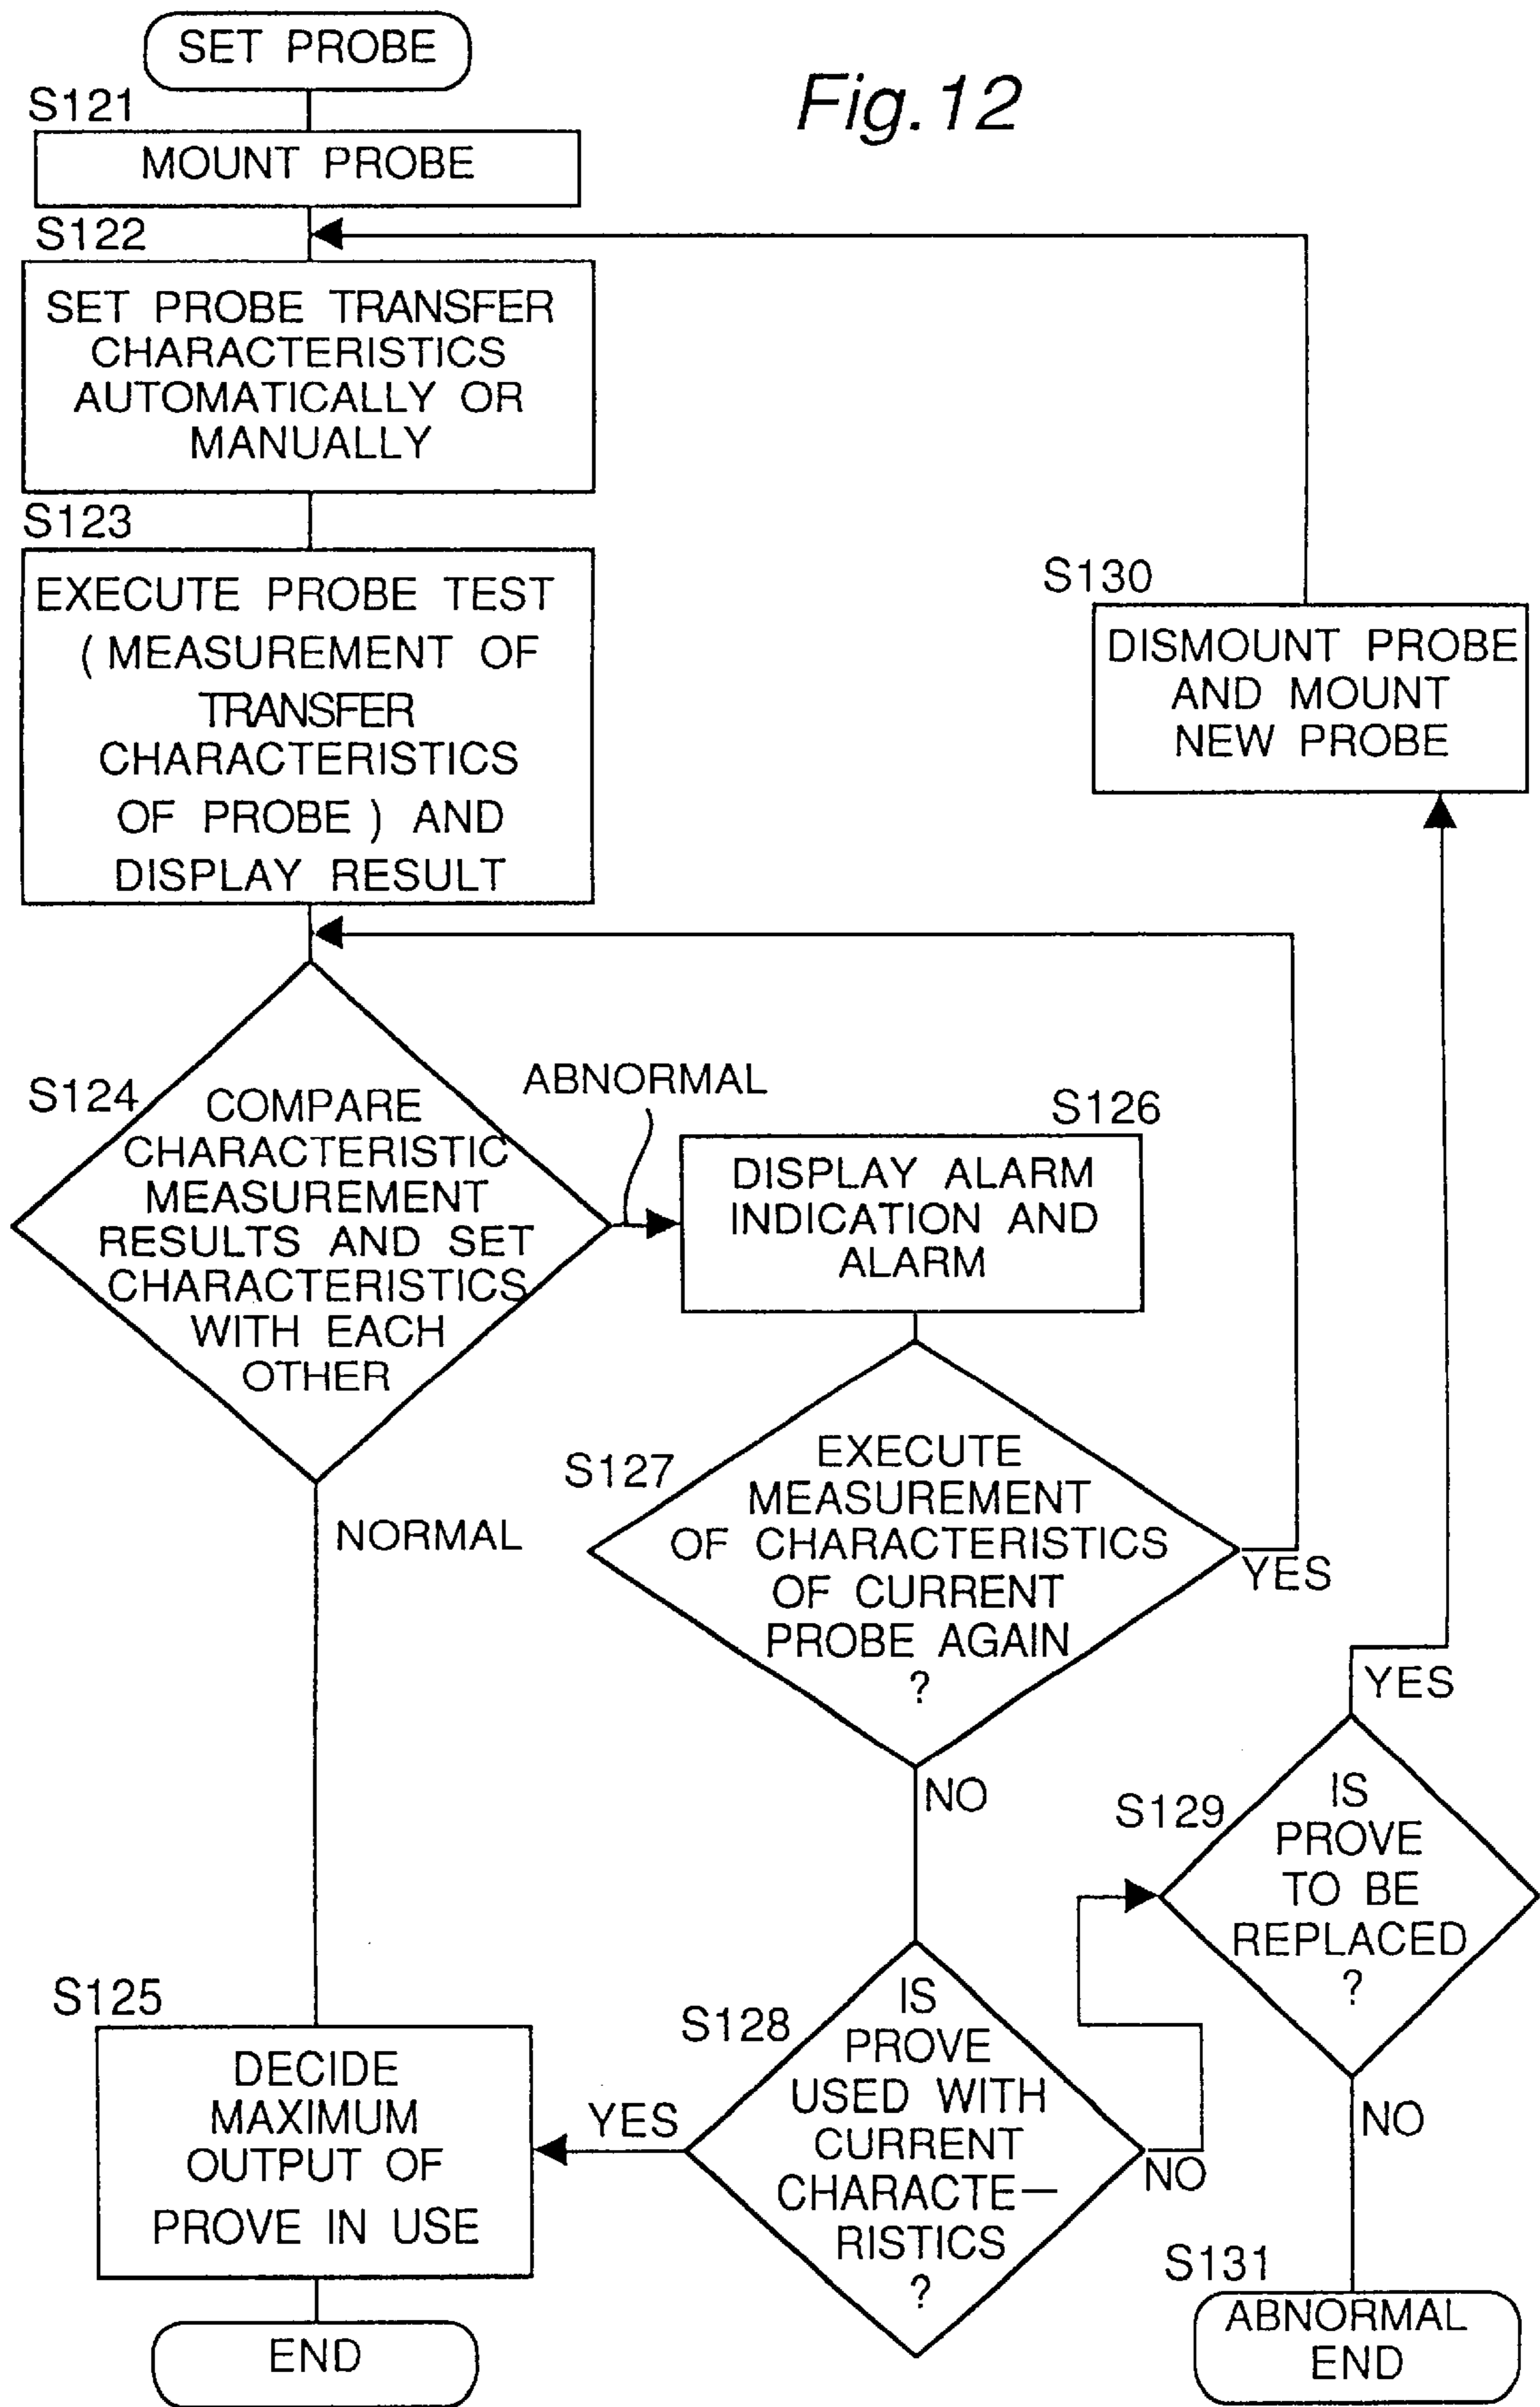 SET PROBE
Fig.12
S121
MOUNT PROBE
S122
SET PROBE TRANSFER
CHARACTERISTICS
AUTOMATICALLY OR
MANUALLY
S123
EXECUTE PROBE TEST
( MEASUREMENT OF
TRANSFER
CHARACTERISTICS
OF PROBE ) AND
DISPLAY RESULT
S130
DISMOUNT PROBE
AND MOUNT
NEW PROBE
S124
COMPARE
CHARACTERISTIC
MEASUREMENT
RESULTS AND SET
CHARACTERISTICS
WITH EACH
OTHER
ABNORMAL
S126
DISPLAY ALARM
INDICATION AND
ALARM
NORMAL
S127
EXECUTE
MEASUREMENT
OF CHARACTERISTICS
OF CURRENT
PROBE AGAIN
?
YES
NO
YES
S129
IS
PROVE
TO BE
REPLACED
?
NO
S125
DECIDE
MAXIMUM
OUTPUT OF
PROVE IN USE
YES
S128
IS
PROVE
USED WITH
CURRENT
CHARACTE—
RISTICS
?
NO
END
S131
ABNORMAL
END